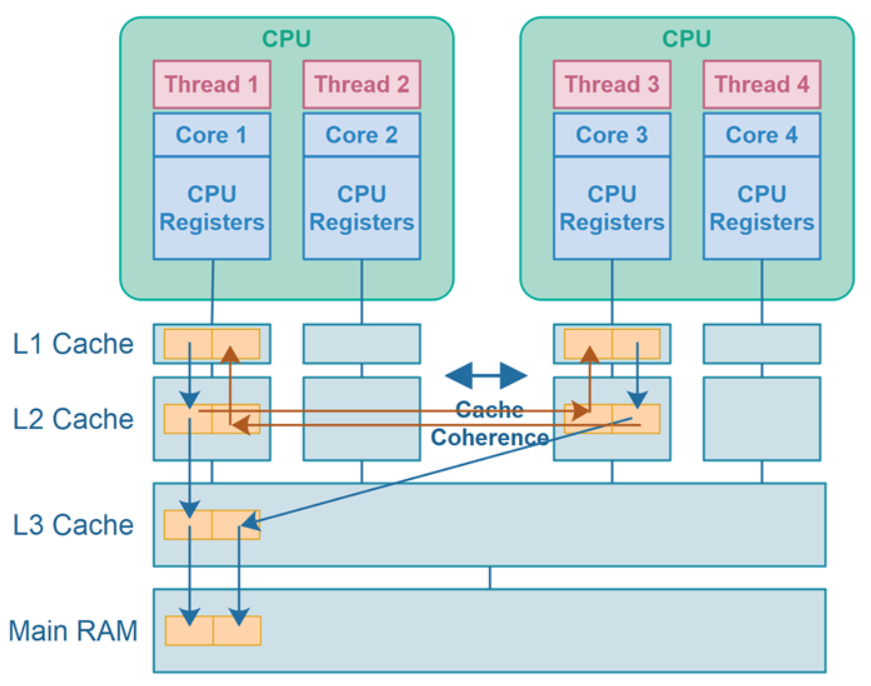 CPU
CPU
Thread 1
Thread 2
Thread 3
Thread 4
Core 1
Core 2
Core 3
Core 4
CPU
Registers
CPU
Registers
CPU
Registers
CPU
Registers
L1 Cache
L2 Cache
Cache
Coherence
L3 Cache
Main RAM